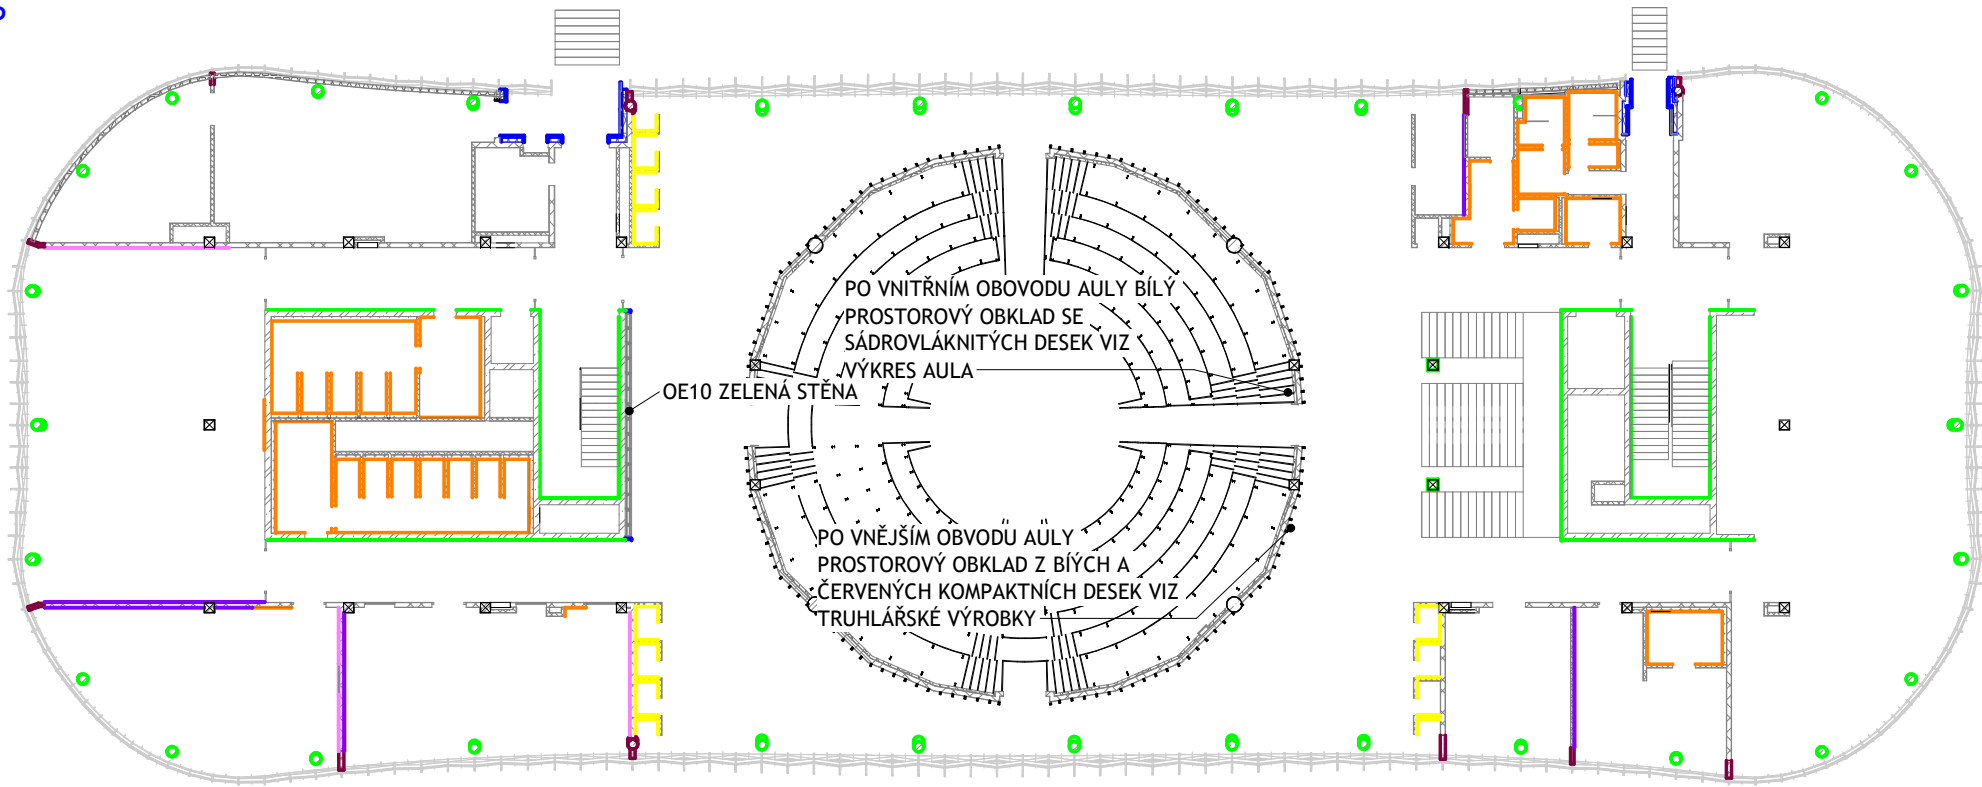 PO VNITŘNÍM OBOVODU AULY BÍLÝ
PROSTOROVÝ OBKLAD SE
SÁDROVLÁKNITÝCH DESEK VIZ
VÝKRES AULA
OE10 ZELENÁ STĚNA
PO VNĚJŠÍM OBVODU AULY
PROSTOROVÝ OBKLAD Z BÍÝCH A
ČERVENÝCH KOMPAKTNÍCH DESEK VIZ
TRUHLÁŘSKÉ VÝROBKY